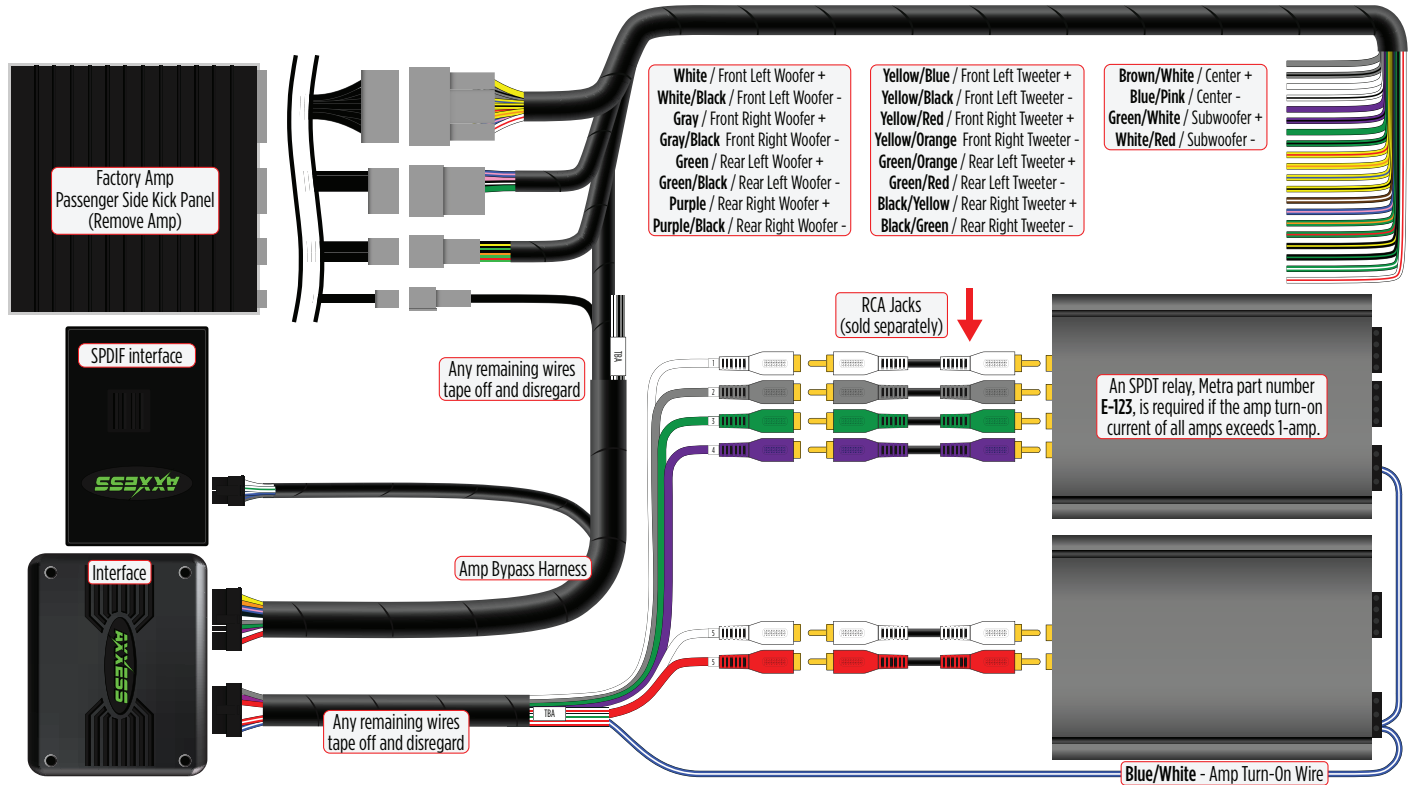 White / Front Left Woofer +
White/Black / Front Left Woofer -
Gray / Front Right Woofer +
Gray/Black Front Right Woofer -
Green / Rear Left Woofer +
Green/Black / Rear Left Woofer -
Purple / Rear Right Woofer +
Purple/Black / Rear Right Woofer -
Yellow/Blue / Front Left Tweeter +
Yellow/Black / Front Left Tweeter -
Yellow/Red / Front Right Tweeter +
Yellow/Orange Front Right Tweeter -
Green/Orange / Rear Left Tweeter +
Green/Red / Rear Left Tweeter -
Black/Yellow / Rear Right Tweeter +
Black/Green / Rear Right Tweeter -
Brown/White / Center +
Blue/Pink / Center -
Green/White / Subwoofer +
White/Red / Subwoofer -
Factory Amp
Passenger Side Kick Panel
(Remove Amp)
RCA Jacks
(sold separately)
SPDIF interface
AXXESS
Any remaining wires
tape off and disregard
TBA
1
2
3
4
An SPDT relay, Metra part number
E-123, is required if the amp turn-on
current of all amps exceeds 1-amp.
Amp Bypass Harness
Interface
AXXESS
5
5
TBA
Any remaining wires
tape off and disregard
Blue/White - Amp Turn-On Wire